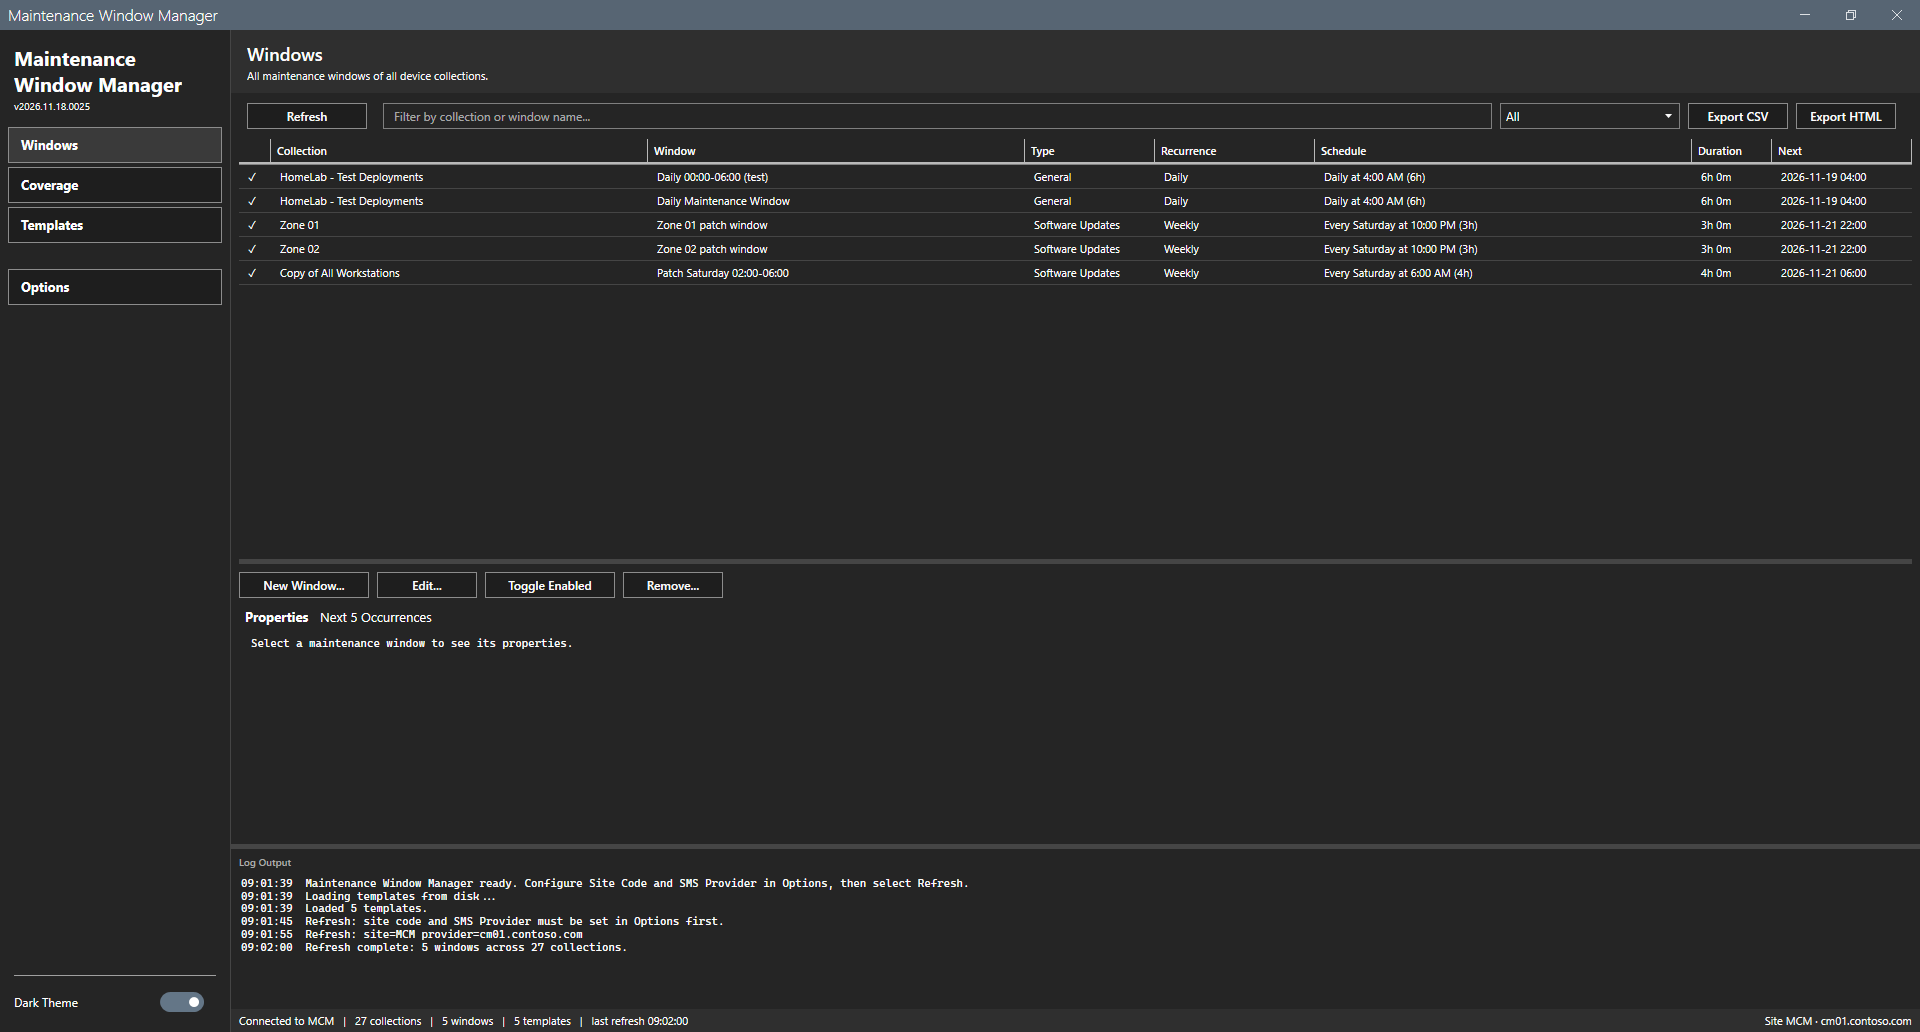 Maintenance Window Manager
Maintenance
Window Manager
v2026.11.18.0025
Windows
Coverage
Templates
Options
Dark Theme
Windows
All maintenance windows of all device collections.
Refresh
Filter by collection or window name...
All
Export CSV
Export HTML
Collection Window Type Recurrence Schedule Duration Next
✓ HomeLab - Test Deployments Daily 00:00-06:00 (test) General Daily Daily at 4:00 AM (6h) 6h 0m 2026-11-19 04:00
✓ HomeLab - Test Deployments Daily Maintenance Window General Daily Daily at 4:00 AM (6h) 6h 0m 2026-11-19 04:00
✓ Zone 01 Zone 01 patch window Software Updates Weekly Every Saturday at 10:00 PM (3h) 3h 0m 2026-11-21 22:00
✓ Zone 02 Zone 02 patch window Software Updates Weekly Every Saturday at 10:00 PM (3h) 3h 0m 2026-11-21 22:00
✓ Copy of All Workstations Patch Saturday 02:00-06:00 Software Updates Weekly Every Saturday at 6:00 AM (4h) 4h 0m 2026-11-21 06:00
New Window... Edit... Toggle Enabled Remove...
Properties Next 5 Occurrences
Select a maintenance window to see its properties.
Log Output
09:01:39 Maintenance Window Manager ready. Configure Site Code and SMS Provider in Options, then select Refresh.
09:01:39 Loading templates from disk...
09:01:39 Loaded 5 templates.
09:01:45 Refresh: site code and SMS Provider must be set in Options first.
09:01:55 Refresh: site=MCM provider=cm01.contoso.com
09:02:00 Refresh complete: 5 windows across 27 collections.
Connected to MCM | 27 collections | 5 windows | 5 templates | last refresh 09:02:00
Site MCM · cm01.contoso.com